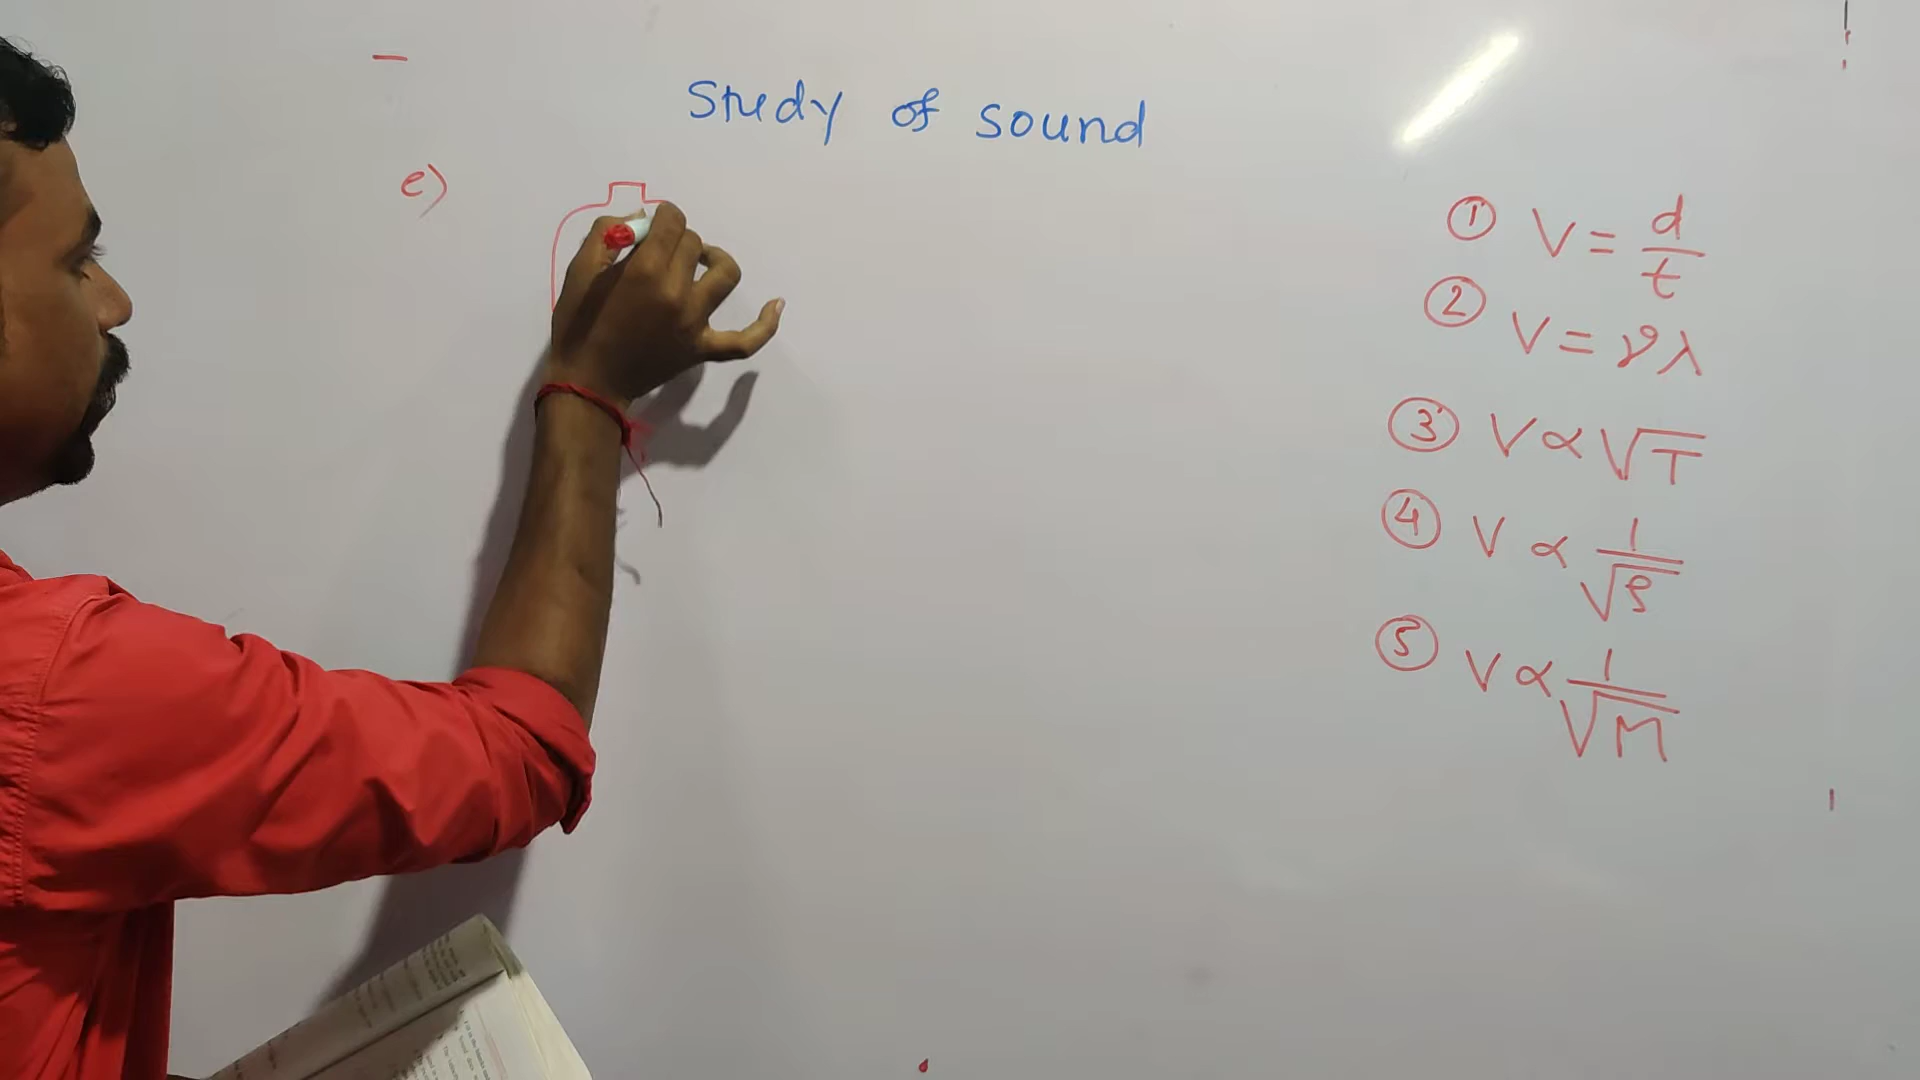 Study of sound
e)
① V = d/t
② V = νλ
③ V ∝ √T
④ V ∝ 1/√ρ
⑤ V ∝ 1/√M